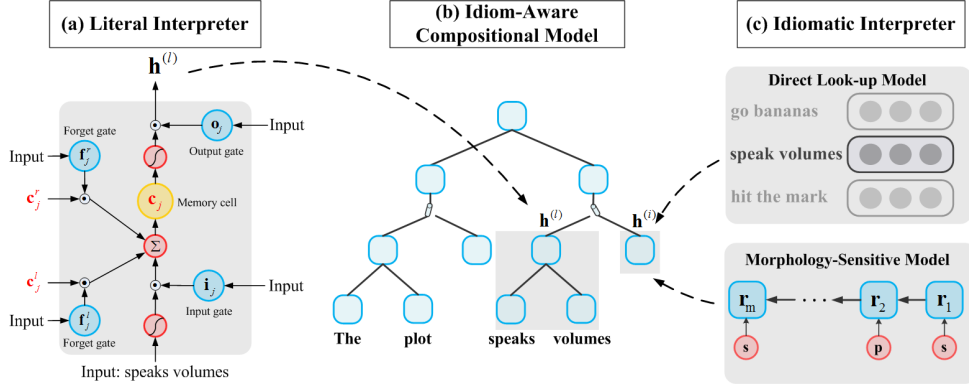 (a) Literal Interpreter
h^(l)
Forget gate
Input
f_j^r
o_j
Input
Output gate
c_j^r
c_j
Memory cell
Σ
c_j^l
i_j
Input
Input gate
Input
f_j^l
Forget gate
Input: speaks volumes
(b) Idiom-Aware
Compositional Model
h^(l)
h^(i)
The plot speaks volumes
(c) Idiomatic Interpreter
Direct Look-up Model
go bananas
speak volumes
hit the mark
Morphology-Sensitive Model
r_m ... r_2 r_1
s p s